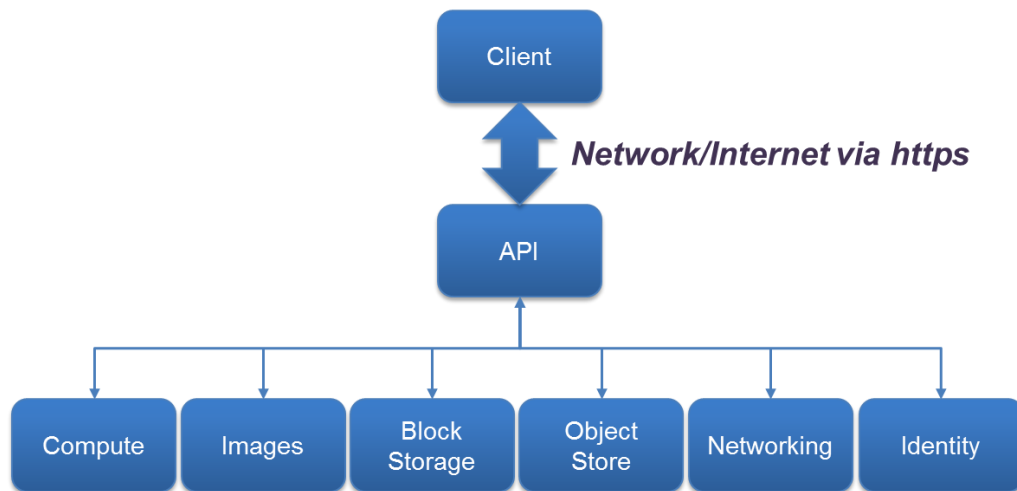 Client
Network/Internet via https
API
Compute
Images
Block
Storage
Object
Store
Networking
Identity